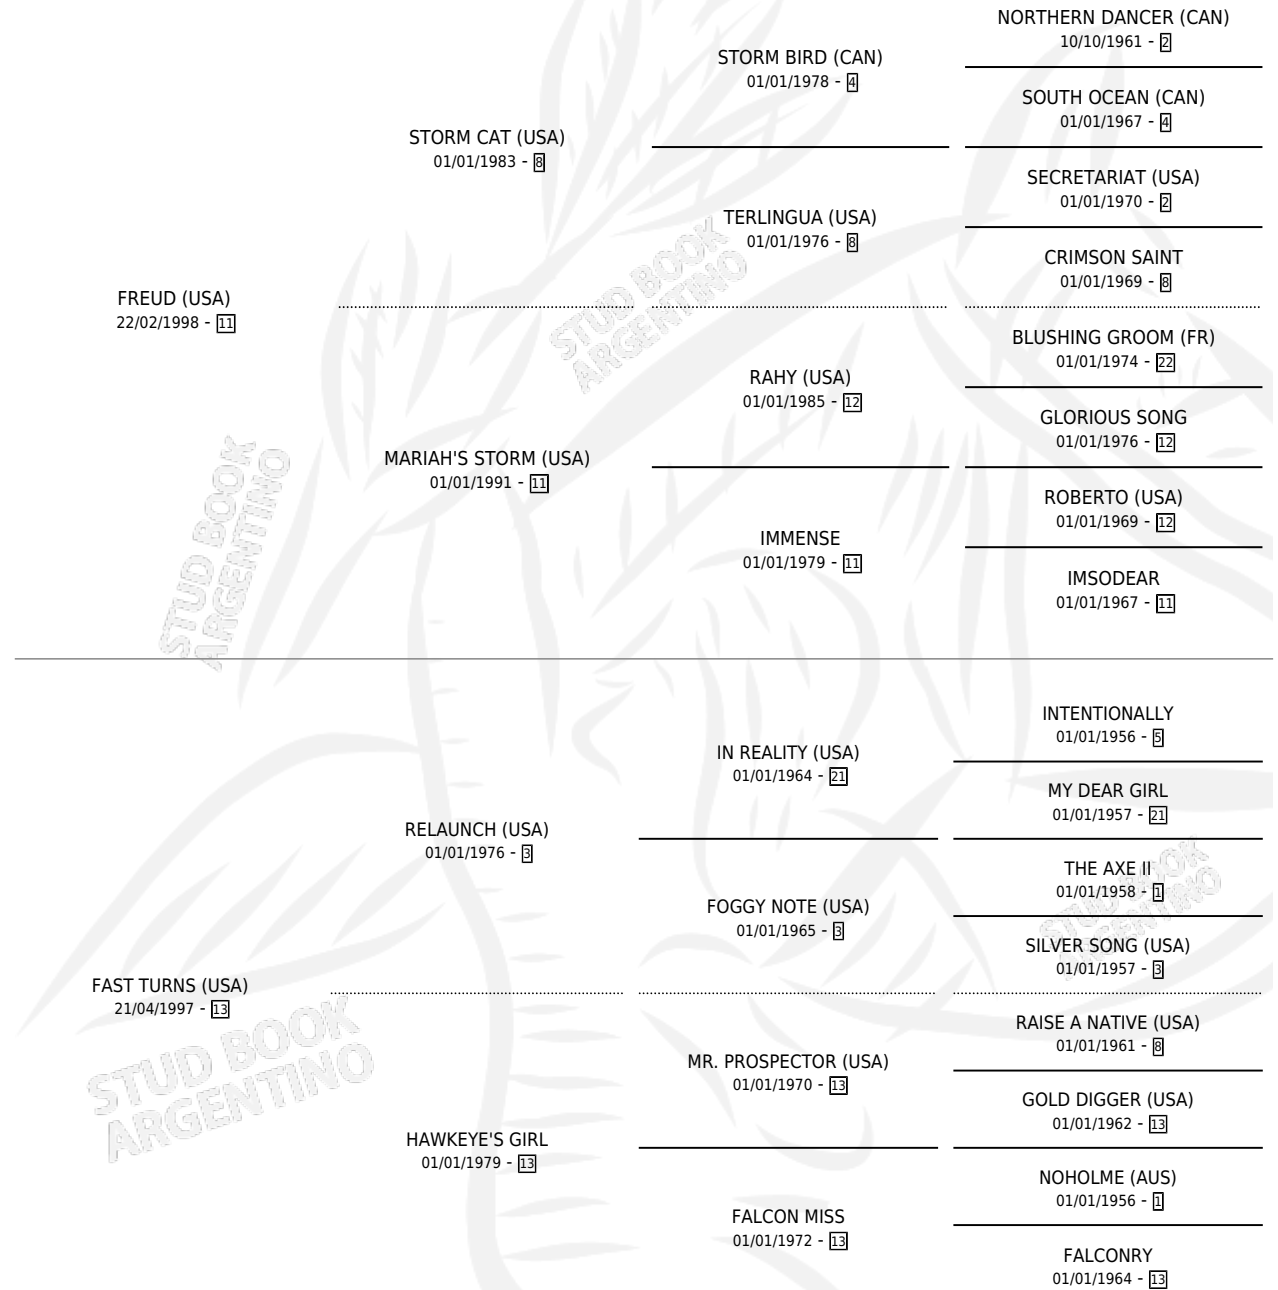 NORTHERN DANCER (CAN)
10/10/1961 - 2
STORM BIRD (CAN)
01/01/1978 - 4
SOUTH OCEAN (CAN)
01/01/1967 - 4
STORM CAT (USA)
01/01/1983 - 8
SECRETARIAT (USA)
01/01/1970 - 2
TERLINGUA (USA)
01/01/1976 - 8
CRIMSON SAINT
01/01/1969 - 8
FREUD (USA)
22/02/1998 - 11
BLUSHING GROOM (FR)
01/01/1974 - 22
RAHY (USA)
01/01/1985 - 12
GLORIOUS SONG
01/01/1976 - 12
MARIAH'S STORM (USA)
01/01/1991 - 11
ROBERTO (USA)
01/01/1969 - 12
IMMENSE
01/01/1979 - 11
IMSODEAR
01/01/1967 - 11
STUD BOOK
ARGENTINO
STUD BOOK
ARGENTINO
INTENTIONALLY
01/01/1956 - 5
IN REALITY (USA)
01/01/1964 - 21
MY DEAR GIRL
01/01/1957 - 21
RELAUNCH (USA)
01/01/1976 - 3
THE AXE II
01/01/1958 - 1
FOGGY NOTE (USA)
01/01/1965 - 3
SILVER SONG (USA)
01/01/1957 - 3
FAST TURNS (USA)
21/04/1997 - 13
RAISE A NATIVE (USA)
01/01/1961 - 8
MR. PROSPECTOR (USA)
01/01/1970 - 13
GOLD DIGGER (USA)
01/01/1962 - 13
HAWKEYE'S GIRL
01/01/1979 - 13
NOHOLME (AUS)
01/01/1956 - 1
FALCON MISS
01/01/1972 - 13
FALCONRY
01/01/1964 - 13
STUD BOOK
ARGENTINO
STUD BOOK
ARGENTINO